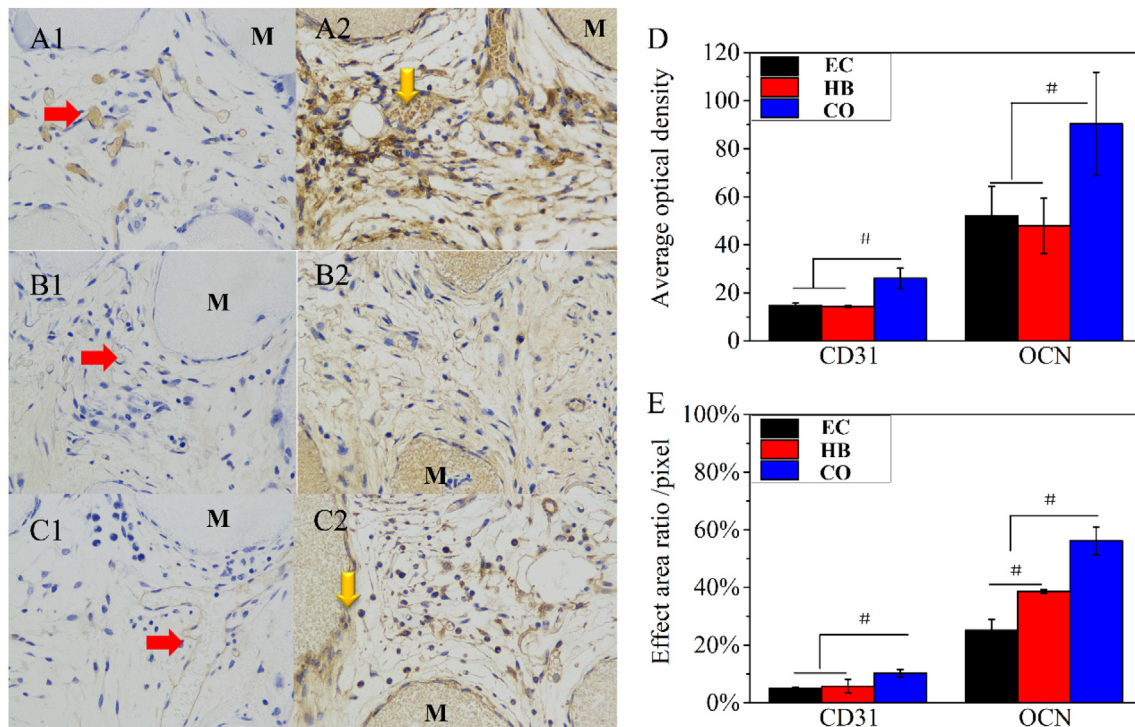 A1
M
A2
M
B1
M
B2
M
C1
M
C2
M
D
120
100
80
60
40
20
0
Average optical density
EC
HB
CO
#
#
CD31
OCN
E
100%
80%
60%
40%
20%
0%
Effect area ratio /pixel
EC
HB
CO
#
#
#
CD31
OCN